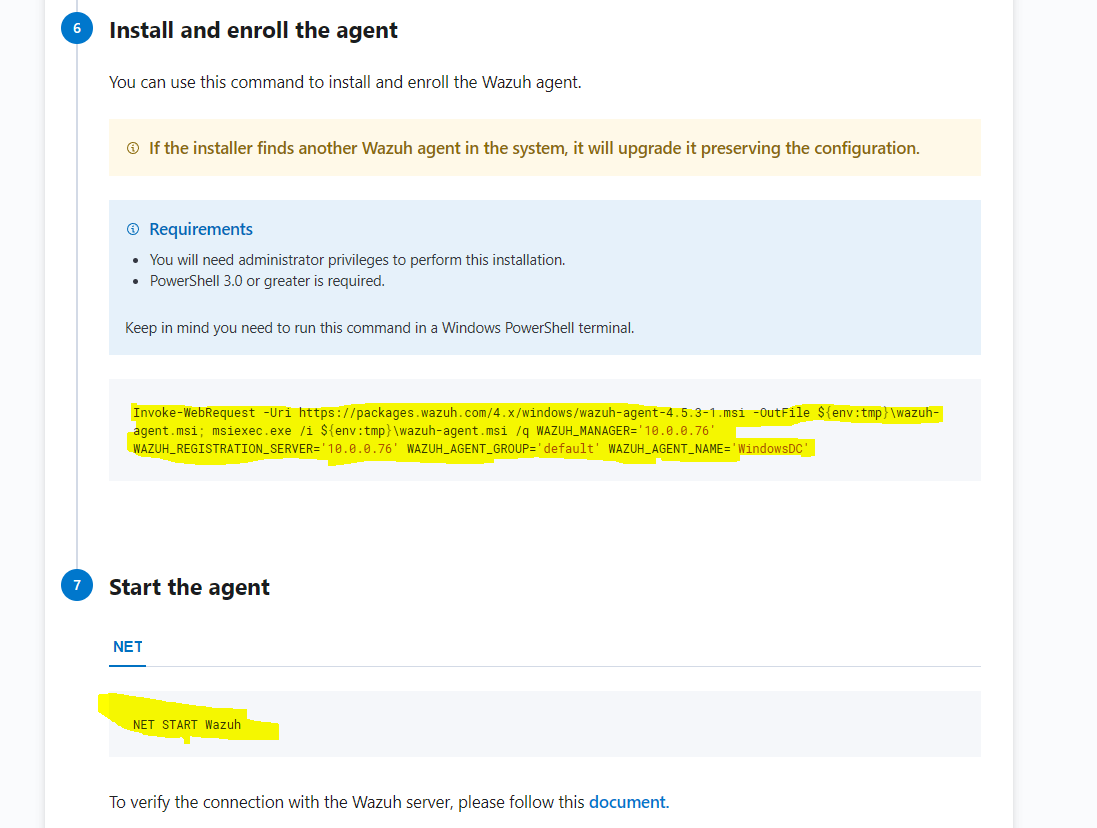 6
Install and enroll the agent
You can use this command to install and enroll the Wazuh agent.
If the installer finds another Wazuh agent in the system, it will upgrade it preserving the configuration.
Requirements
You will need administrator privileges to perform this installation.
PowerShell 3.0 or greater is required.
Keep in mind you need to run this command in a Windows PowerShell terminal.
Invoke-WebRequest -Uri https://packages.wazuh.com/4.x/windows/wazuh-agent-4.5.3-1.msi -OutFile ${env:tmp}\wazuh-
agent.msi; msiexec.exe /i ${env:tmp}\wazuh-agent.msi /q WAZUH_MANAGER='10.0.0.76'
WAZUH_REGISTRATION_SERVER='10.0.0.76' WAZUH_AGENT_GROUP='default' WAZUH_AGENT_NAME='WindowsDC'
7
Start the agent
NET
NET START Wazuh
To verify the connection with the Wazuh server, please follow this document.